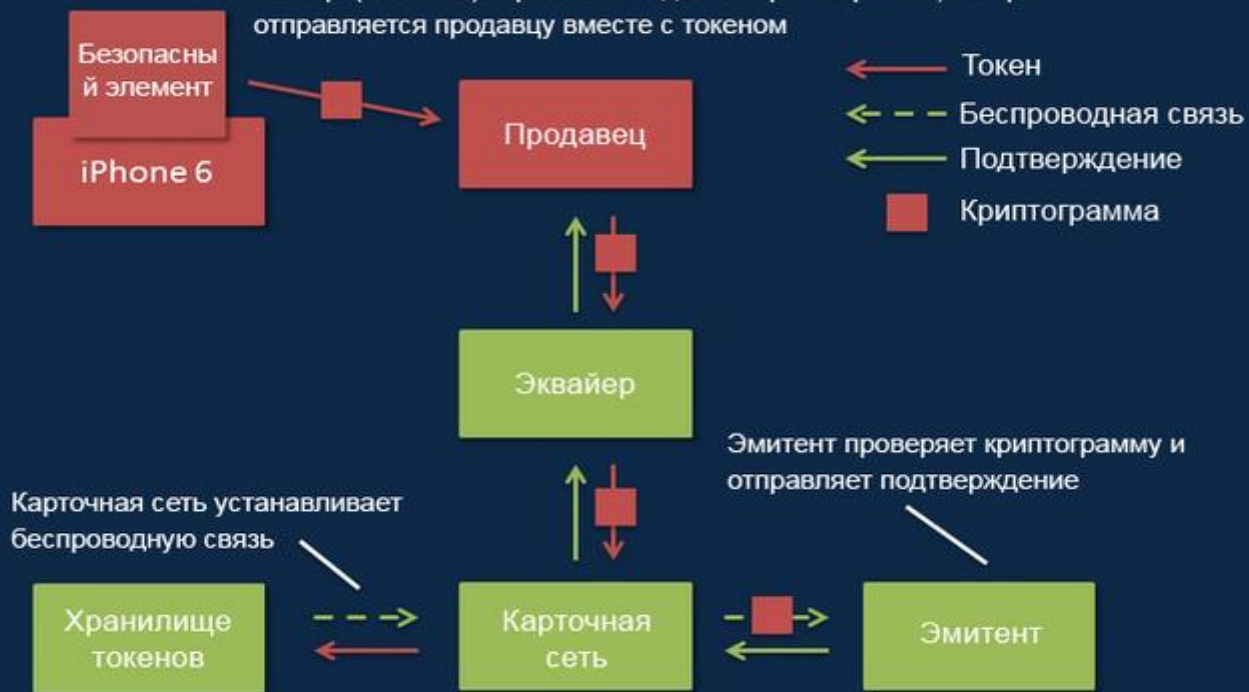 отправляется продавцу вместе с токеном
Безопасны
й элемент
iPhone 6
Продавец
Токен
Беспроводная связь
Подтверждение
Криптограмма
Эквайер
Эмитент проверяет криптограмму и
отправляет подтверждение
Карточная сеть устанавливает
беспроводную связь
Хранилище
токенов
Карточная
сеть
Эмитент